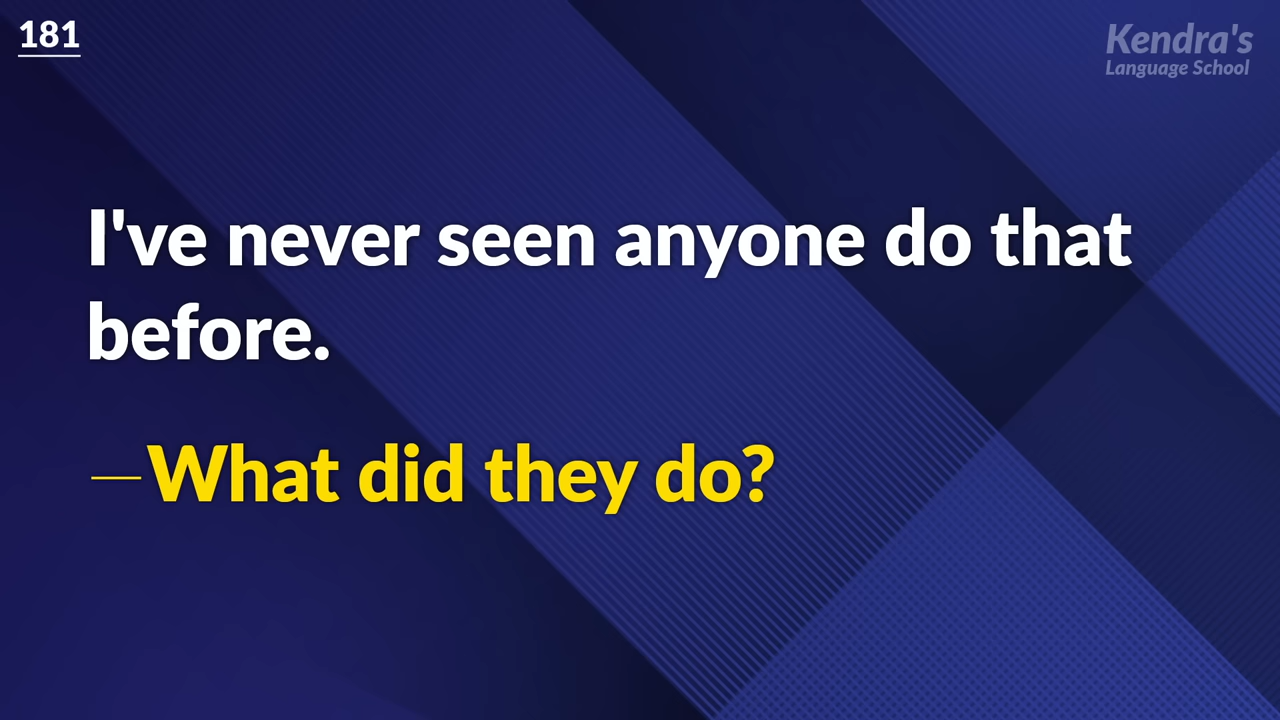 181
Kendra's
Language School
I've never seen anyone do that
before.
—What did they do?